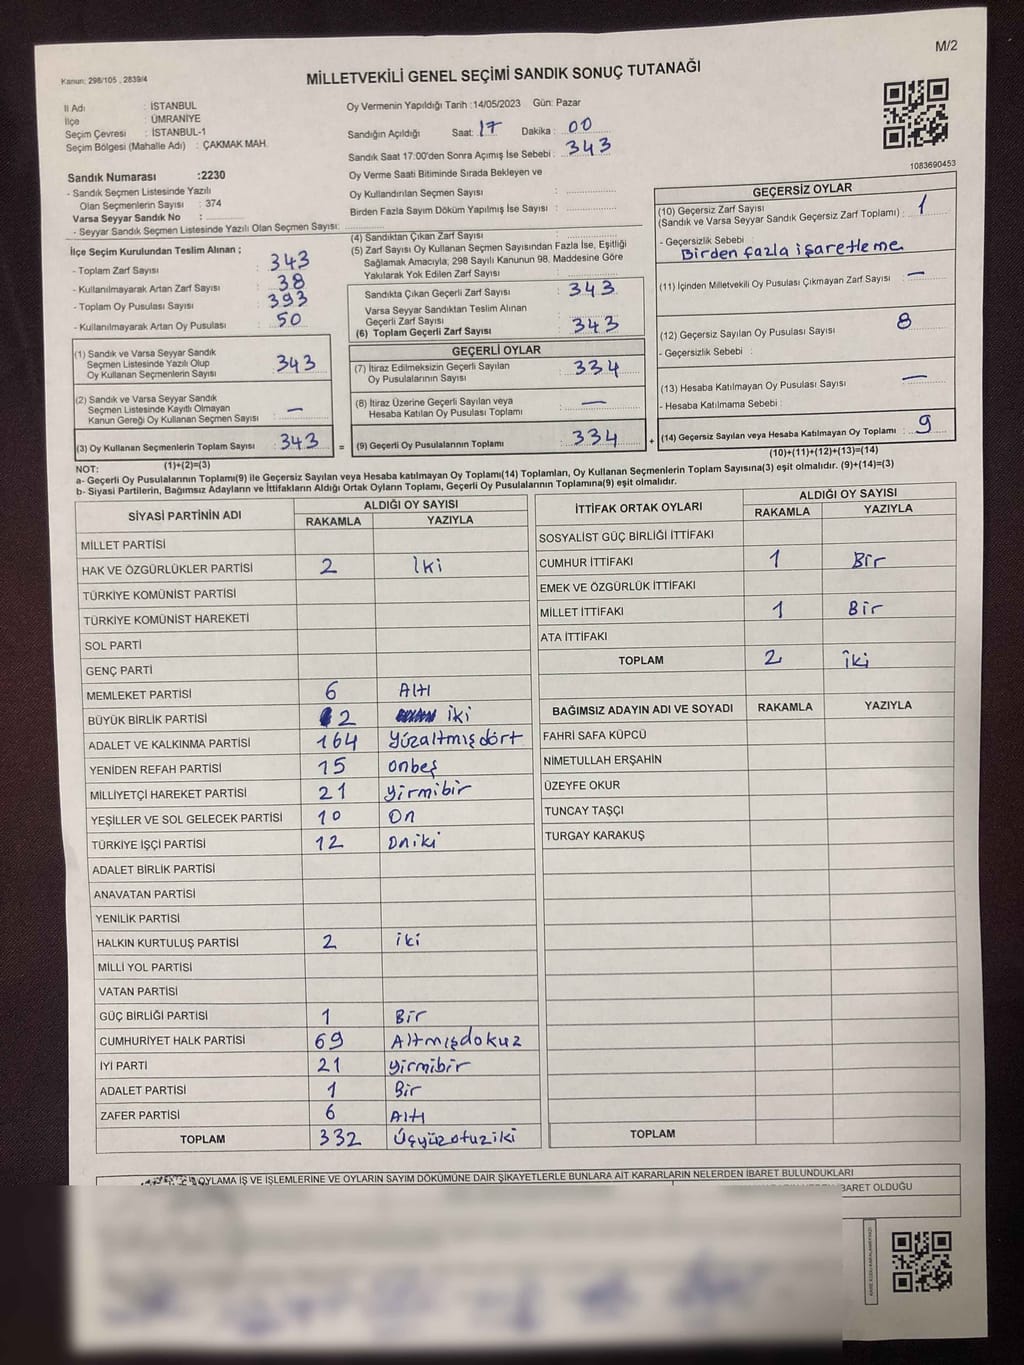 M/2
Kanun: 298/105 , 2839/4
MİLLETVEKİLİ GENEL SEÇİMİ SANDIK SONUÇ TUTANAĞI
İl Adı : İSTANBUL
İlçe : ÜMRANİYE
Seçim Çevresi : İSTANBUL-1
Seçim Bölgesi (Mahalle Adı) : ÇAKMAK MAH.
Oy Vermenin Yapıldığı Tarih :14/05/2023 Gün: Pazar
Sandığın Açıldığı Saat: 17 Dakika : 00
Sandık Saat 17:00'den Sonra Açımış İse Sebebi : 343
Oy Verme Saati Bitiminde Sırada Bekleyen ve
Oy Kullandırılan Seçmen Sayısı :
Birden Fazla Sayım Döküm Yapılmış İse Sayısı :
1083690453
Sandık Numarası :2230
- Sandık Seçmen Listesinde Yazılı
Olan Seçmenlerin Sayısı : 374
Varsa Seyyar Sandık No :
- Seyyar Sandık Seçmen Listesinde Yazılı Olan Seçmen Sayısı:
İlçe Seçim Kurulundan Teslim Alınan ;
- Toplam Zarf Sayısı : 343
- Kullanılmayarak Artan Zarf Sayısı : 38
- Toplam Oy Pusulası Sayısı : 393
- Kullanılmayarak Artan Oy Pusulası : 50
(1) Sandık ve Varsa Seyyar Sandık
Seçmen Listesinde Yazılı Olup
Oy Kullanan Seçmenlerin Sayısı : 343
(2) Sandık ve Varsa Seyyar Sandık
Seçmen Listesinde Kayıtlı Olmayan
Kanun Gereği Oy Kullanan Seçmen Sayısı : —
(3) Oy Kullanan Seçmenlerin Toplam Sayısı : 343 =
(1)+(2)=(3)
(4) Sandıktan Çıkan Zarf Sayısı :
(5) Zarf Sayısı Oy Kullanan Seçmen Sayısından Fazla İse, Eşitliği
Sağlamak Amacıyla; 298 Sayılı Kanunun 98. Maddesine Göre
Yakılarak Yok Edilen Zarf Sayısı :
Sandıkta Çıkan Geçerli Zarf Sayısı : 343
Varsa Seyyar Sandıktan Teslim Alınan
Geçerli Zarf Sayısı :
(6) Toplam Geçerli Zarf Sayısı : 343
GEÇERLİ OYLAR
(7) İtiraz Edilmeksizin Geçerli Sayılan
Oy Pusulalarının Sayısı : 334
(8) İtiraz Üzerine Geçerli Sayılan veya
Hesaba Katılan Oy Pusulası Toplamı : —
(9) Geçerli Oy Pusulalarının Toplamı : 334 +
GEÇERSİZ OYLAR
(10) Geçersiz Zarf Sayısı
(Sandık ve Varsa Seyyar Sandık Geçersiz Zarf Toplamı) : 1
- Geçersizlik Sebebi :
Birden fazla işaretleme
(11) İçinden Milletvekili Oy Pusulası Çıkmayan Zarf Sayısı : —
(12) Geçersiz Sayılan Oy Pusulası Sayısı : 8
- Geçersizlik Sebebi :
(13) Hesaba Katılmayan Oy Pusulası Sayısı : —
- Hesaba Katılmama Sebebi :
(14) Geçersiz Sayılan veya Hesaba Katılmayan Oy Toplamı : 9
(10)+(11)+(12)+(13)=(14)
NOT:
a- Geçerli Oy Pusulalarının Toplamı(9) ile Geçersiz Sayılan veya Hesaba katılmayan Oy Toplamı(14) Toplamları, Oy Kullanan Seçmenlerin Toplam Sayısına(3) eşit olmalıdır. (9)+(14)=(3)
b- Siyasi Partilerin, Bağımsız Adayların ve İttifakların Aldığı Ortak Oyların Toplamı, Geçerli Oy Pusulalarının Toplamına(9) eşit olmalıdır.
SİYASİ PARTİNİN ADI ALDIĞI OY SAYISI
RAKAMLA YAZIYLA
MİLLET PARTİSİ
HAK VE ÖZGÜRLÜKLER PARTİSİ 2 İki
TÜRKİYE KOMÜNİST PARTİSİ
TÜRKİYE KOMÜNİST HAREKETİ
SOL PARTİ
GENÇ PARTİ
MEMLEKET PARTİSİ 6 Altı
BÜYÜK BİRLİK PARTİSİ 2 iki
ADALET VE KALKINMA PARTİSİ 164 Yüzaltmışdört
YENİDEN REFAH PARTİSİ 15 onbeş
MİLLİYETÇİ HAREKET PARTİSİ 21 yirmibir
YEŞİLLER VE SOL GELECEK PARTİSİ 10 On
TÜRKİYE İŞÇİ PARTİSİ 12 Oniki
ADALET BİRLİK PARTİSİ
ANAVATAN PARTİSİ
YENİLİK PARTİSİ
HALKIN KURTULUŞ PARTİSİ 2 iki
MİLLİ YOL PARTİSİ
VATAN PARTİSİ
GÜÇ BİRLİĞİ PARTİSİ 1 Bir
CUMHURİYET HALK PARTİSİ 69 Altmışdokuz
İYİ PARTİ 21 yirmibir
ADALET PARTİSİ 1 Bir
ZAFER PARTİSİ 6 Altı
TOPLAM 332 Üçyüzotuziki
İTTİFAK ORTAK OYLARI ALDIĞI OY SAYISI
RAKAMLA YAZIYLA
SOSYALİST GÜÇ BİRLİĞİ İTTİFAKI
CUMHUR İTTİFAKI 1 Bir
EMEK VE ÖZGÜRLÜK İTTİFAKI
MİLLET İTTİFAKI 1 Bir
ATA İTTİFAKI
TOPLAM 2 iki
BAĞIMSIZ ADAYIN ADI VE SOYADI RAKAMLA YAZIYLA
FAHRİ SAFA KÜPCÜ
NİMETULLAH ERŞAHİN
ÜZEYFE OKUR
TUNCAY TAŞÇI
TURGAY KARAKUŞ
TOPLAM
OYLAMA İŞ VE İŞLEMLERİNE VE OYLARIN SAYIM DÖKÜMÜNE DAİR ŞİKAYETLERLE BUNLARA AİT KARARLARIN NELERDEN İBARET BULUNDUKLARI
OLDUĞU